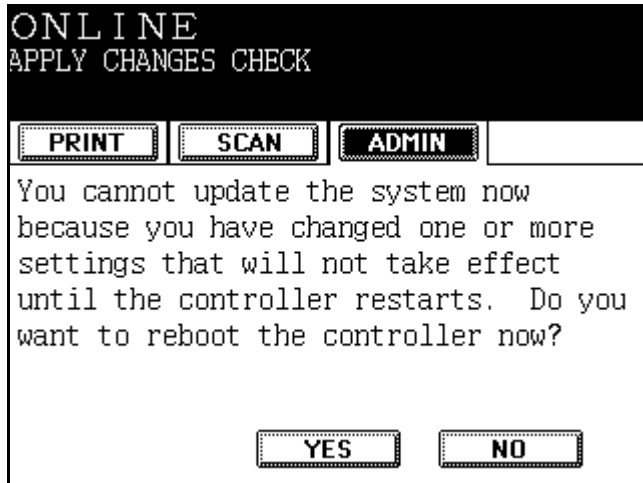 ONLINE
APPLY CHANGES CHECK
PRINT SCAN ADMIN
You cannot update the system now
because you have changed one or more
settings that will not take effect
until the controller restarts. Do you
want to reboot the controller now?
YES NO